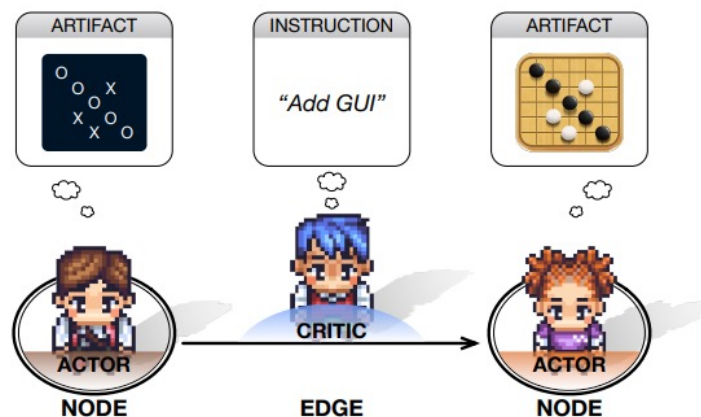 ARTIFACT
INSTRUCTION
ARTIFACT
O
O X
O
X O
X O
“Add GUI”
ACTOR
CRITIC
ACTOR
NODE
EDGE
NODE